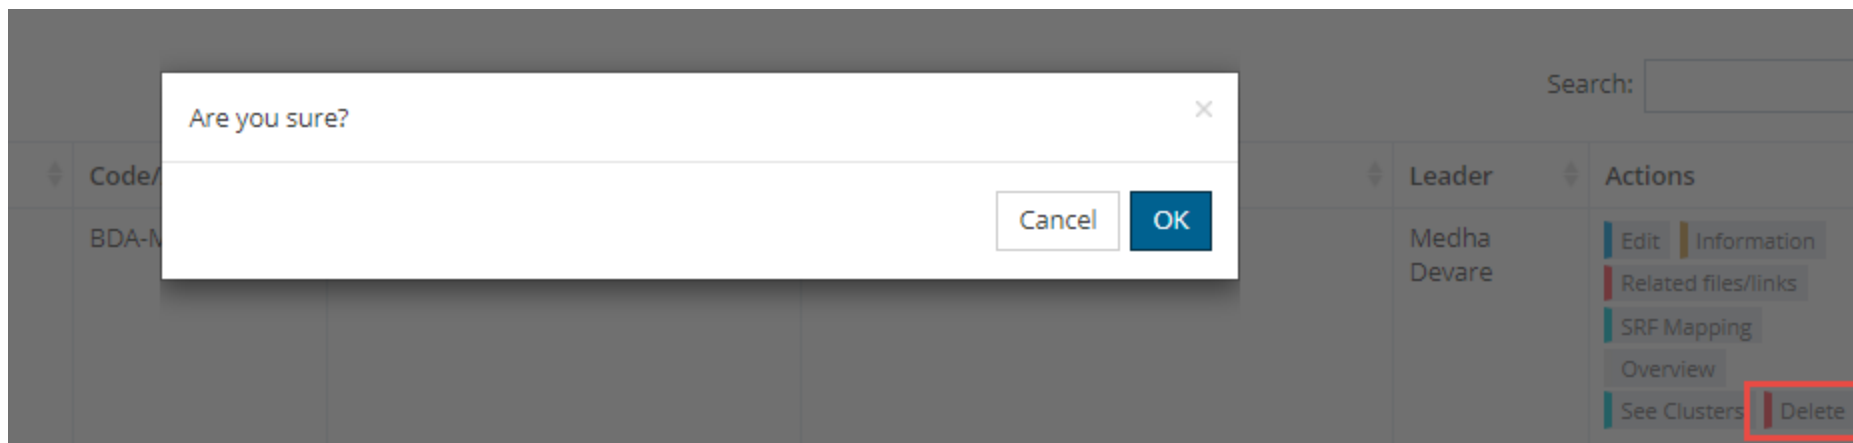 Search:
Are you sure?
Code/
Leader
Actions
Cancel
OK
BDA-
Medha
Devare
Edit
Information
Related files/links
SRF Mapping
Overview
See Clusters
Delete